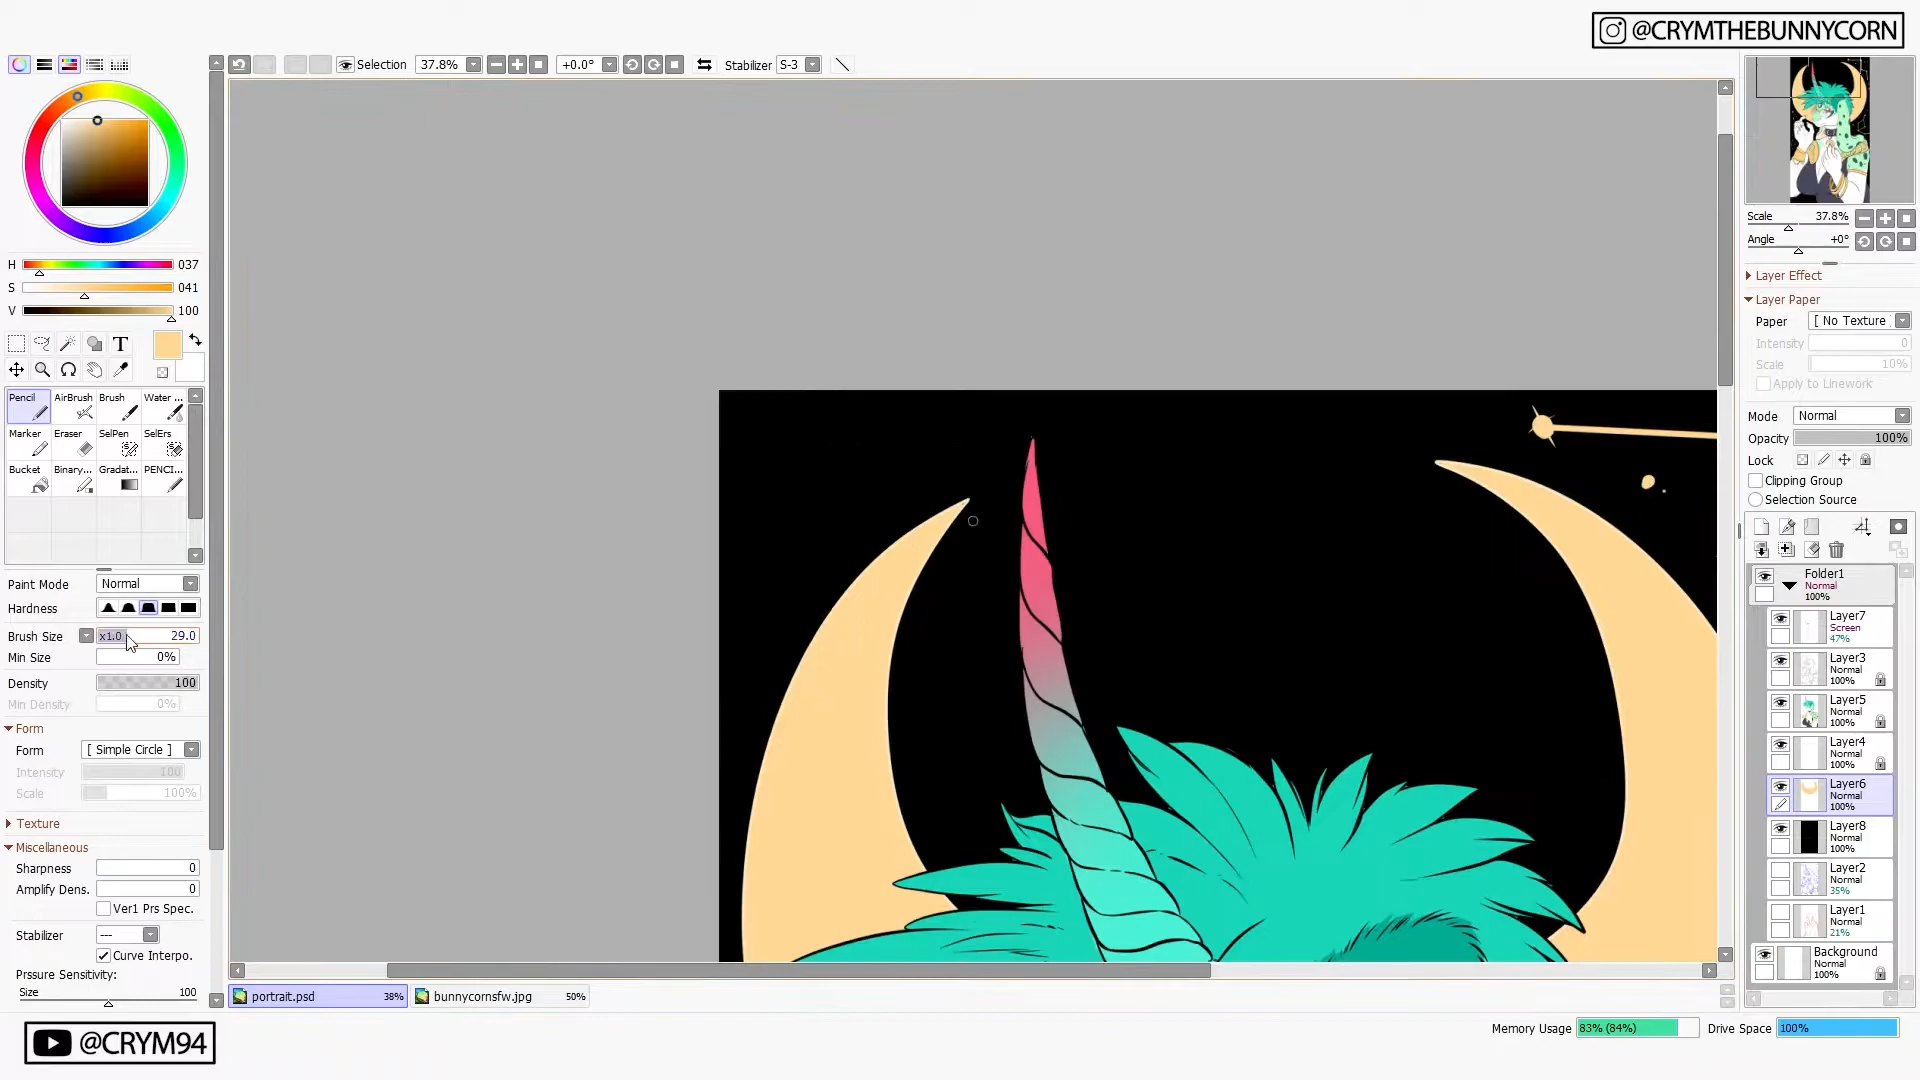 @CRYMTHEBUNNYCORN
Selection 37.8% +0.0° Stabilizer S-3
H 037
S 041
V 100
T
Pencil AirBrush Brush Water ...
Marker Eraser SelPen SelErs
Bucket Binary... Gradat... PENCI...
Paint Mode Normal
Hardness
Brush Size x1.0 29.0
Min Size 0%
Density 100
Min Density 0%
Form
Form [ Simple Circle ]
Intensity 100
Scale 100%
Texture
Miscellaneous
Sharpness 0
Amplify Dens. 0
Ver1 Prs Spec.
Stabilizer ---
Curve Interpo.
Prssure Sensitivity:
Size 100
portrait.psd 38% bunnycornsfw.jpg 50%
Scale 37.8%
Angle +0°
Layer Effect
Layer Paper
Paper [ No Texture
Intensity 0
Scale 10%
Apply to Linework
Mode Normal
Opacity 100%
Lock
Clipping Group
Selection Source
Folder1
Normal
100%
Layer7
Screen
47%
Layer3
Normal
100%
Layer5
Normal
100%
Layer4
Normal
100%
Layer6
Normal
100%
Layer8
Normal
100%
Layer2
Normal
35%
Layer1
Normal
21%
Background
Normal
100%
Memory Usage 83% (84%) Drive Space 100%
@CRYM94